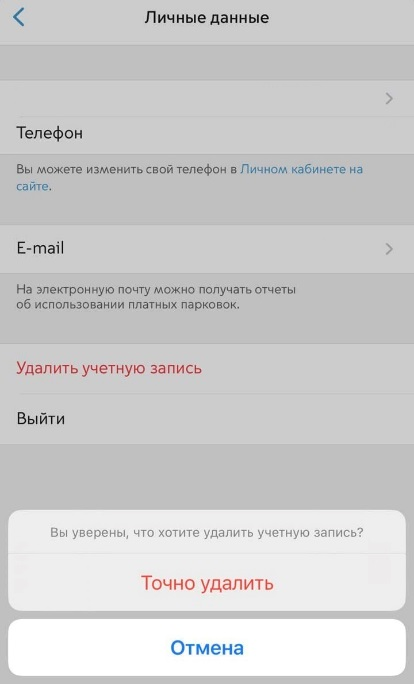 Личные данные
Телефон
Вы можете изменить свой телефон в Личном кабинете на
сайте.
E-mail
На электронную почту можно получать отчеты
об использовании платных парковок.
Удалить учетную запись
Выйти
Вы уверены, что хотите удалить учетную запись?
Точно удалить
Отмена